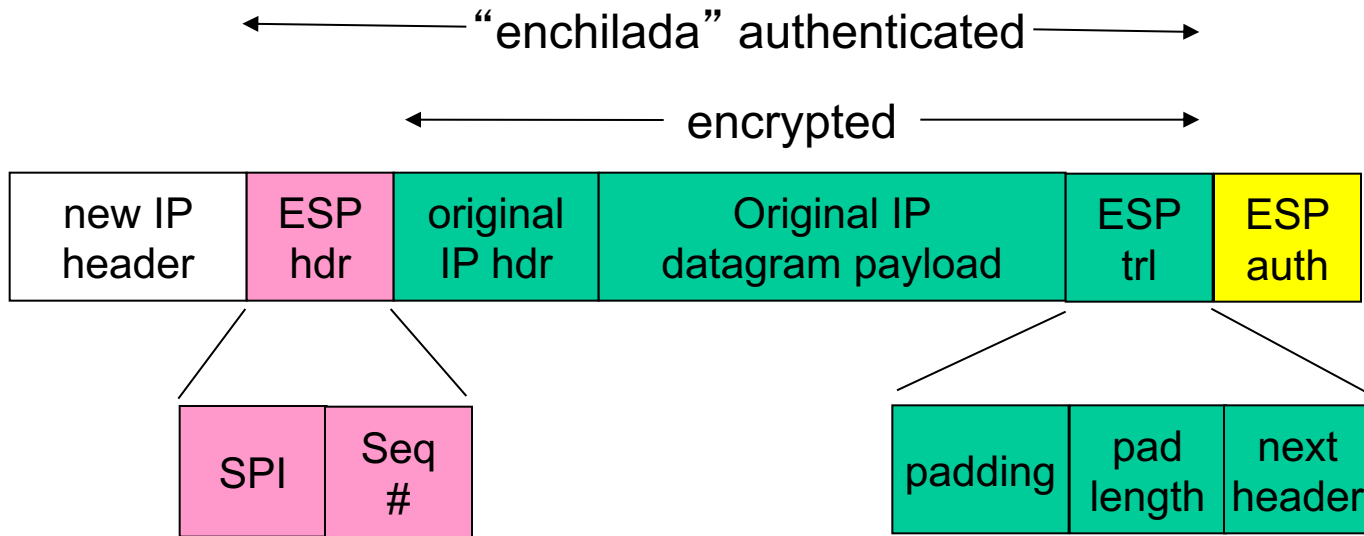 “enchilada” authenticated
encrypted
new IP
header
ESP
hdr
original
IP hdr
Original IP
datagram payload
ESP
trl
ESP
auth
SPI
Seq
#
padding
pad
length
next
header